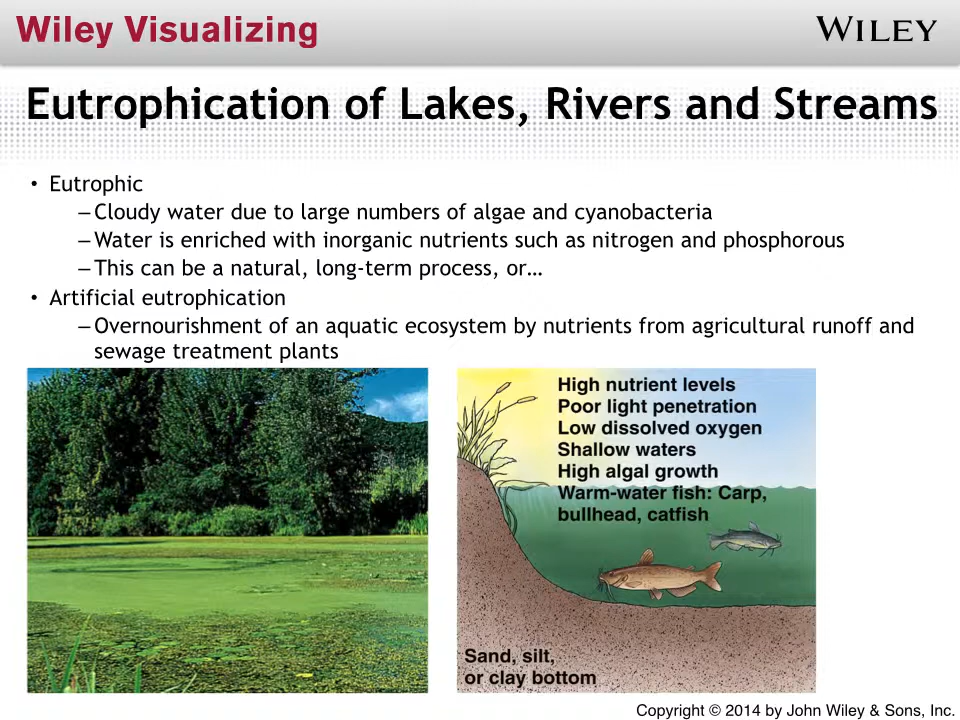 Wiley Visualizing
WILEY
Eutrophication of Lakes, Rivers and Streams
• Eutrophic
– Cloudy water due to large numbers of algae and cyanobacteria
– Water is enriched with inorganic nutrients such as nitrogen and phosphorous
– This can be a natural, long-term process, or…
• Artificial eutrophication
– Overnourishment of an aquatic ecosystem by nutrients from agricultural runoff and
sewage treatment plants
High nutrient levels
Poor light penetration
Low dissolved oxygen
Shallow waters
High algal growth
Warm-water fish: Carp,
bullhead, catfish
Sand, silt,
or clay bottom
Copyright © 2014 by John Wiley & Sons, Inc.